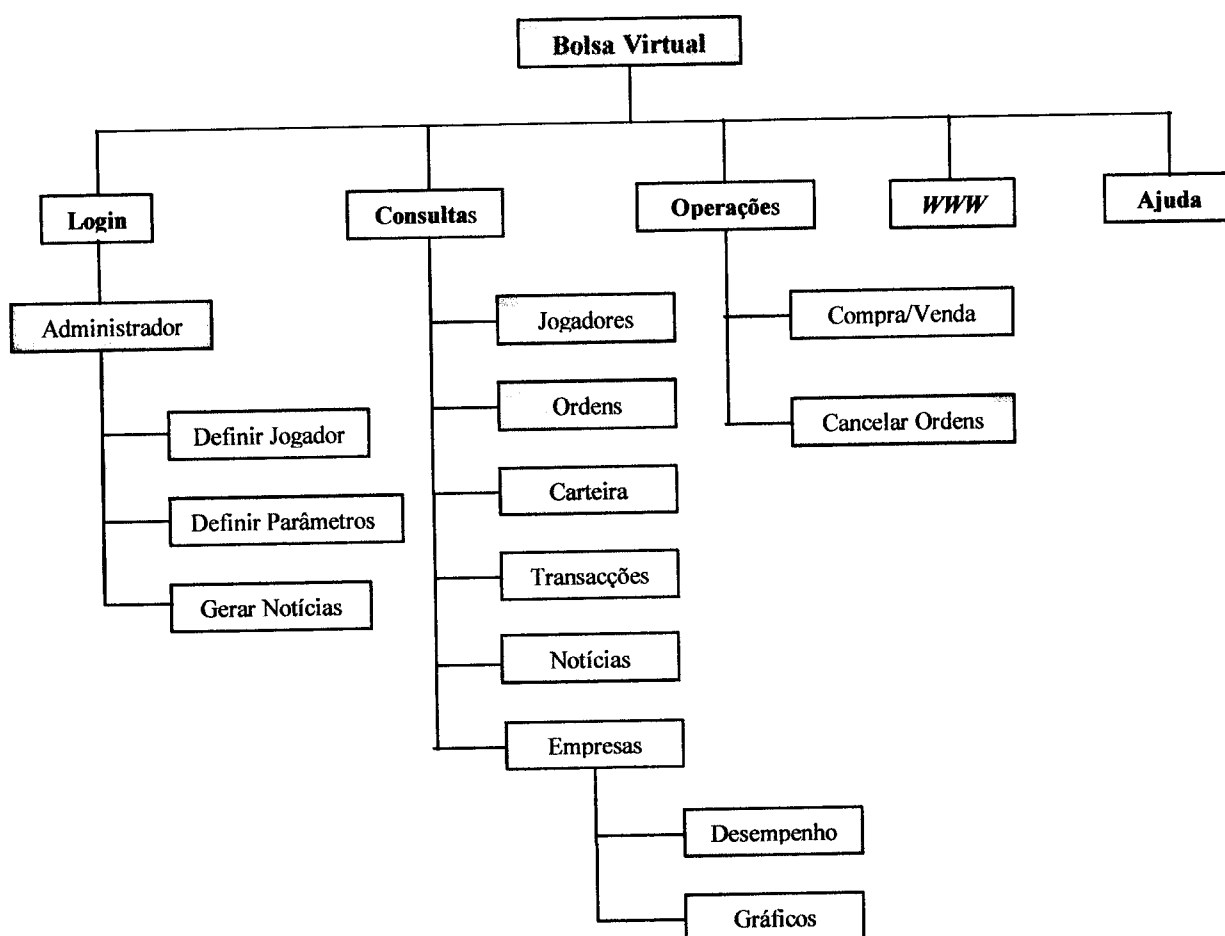 Bolsa Virtual
Login
Consultas
Operações
WWW
Ajuda
Administrador
Definir Jogador
Definir Parâmetros
Gerar Notícias
Jogadores
Ordens
Carteira
Transacções
Notícias
Empresas
Desempenho
Gráficos
Compra/Venda
Cancelar Ordens